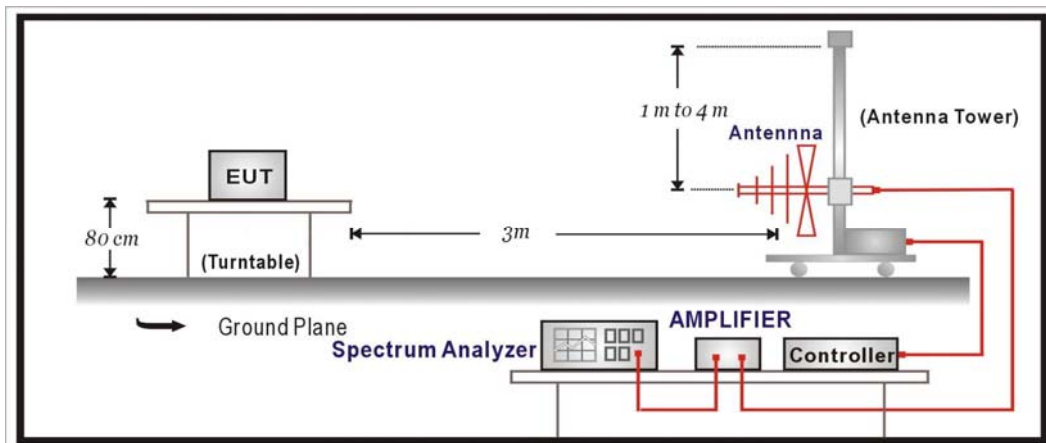 1 m to 4 m
(Antenna Tower)
Antennna
EUT
80 cm
3m
(Turntable)
Ground Plane
AMPLIFIER
Spectrum Analyzer
Controller